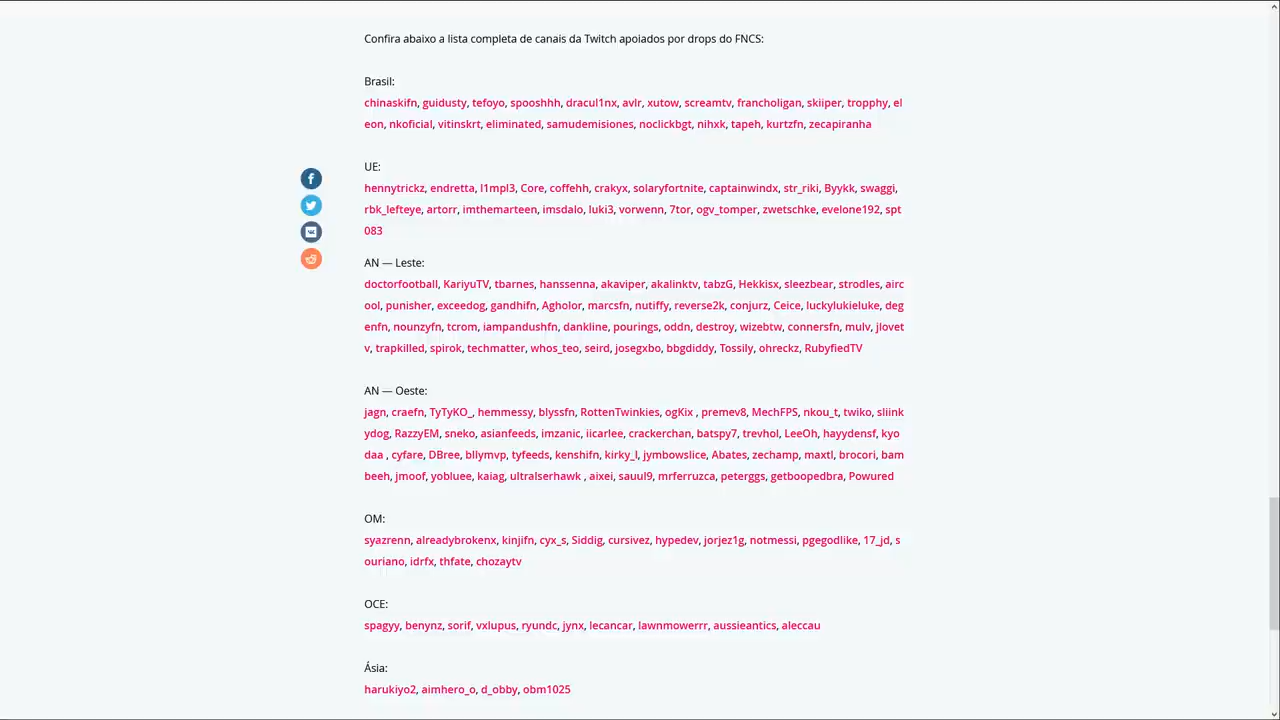 Confira abaixo a lista completa de canais da Twitch apoiados por drops do FNCS:
Brasil:
chinaskifn, guidusty, tefoyo, spooshhh, dracul1nx, avlr, xutow, screamtv, francholigan, skiiper, tropphy, el
eon, nkoficial, vitinskrt, eliminated, samudemisiones, noclickbgt, nihxk, tapeh, kurtzfn, zecapiranha
UE:
hennytrickz, endretta, l1mpl3, Core, coffehh, crakyx, solaryfortnite, captainwindx, str_riki, Byykk, swaggi,
rbk_lefteye, artorr, imthemarteen, imsdalo, luki3, vorwenn, 7tor, ogv_tomper, zwetschke, evelone192, spt
083
AN — Leste:
doctorfootball, KariyuTV, tbarnes, hanssenna, akaviper, akalinktv, tabzG, Hekkisx, sleezbear, strodles, airc
ool, punisher, exceedog, gandhifn, Agholor, marcsfn, nutiffy, reverse2k, conjurz, Ceice, luckylukieluke, deg
enfn, nounzyfn, tcrom, iampandushfn, dankline, pourings, oddn, destroy, wizebtw, connersfn, mulv, jlovet
v, trapkilled, spirok, techmatter, whos_teo, seird, josegxbo, bbgdiddy, Tossily, ohreckz, RubyfiedTV
AN — Oeste:
jagn, craefn, TyTyKO_, hemmessy, blyssfn, RottenTwinkies, ogKix , premev8, MechFPS, nkou_t, twiko, sliink
ydog, RazzyEM, sneko, asianfeeds, imzanic, iicarlee, crackerchan, batspy7, trevhol, LeeOh, hayydensf, kyo
daa , cyfare, DBree, bllymvp, tyfeeds, kenshifn, kirky_l, jymbowslice, Abates, zechamp, maxtl, brocori, bam
beeh, jmoof, yobluee, kaiag, ultralserhawk , aixei, sauul9, mrferruzca, peterggs, getboopedbra, Powured
OM:
syazrenn, alreadybrokenx, kinjifn, cyx_s, Siddig, cursivez, hypedev, jorjez1g, notmessi, pgegodlike, 17_jd, s
ouriano, idrfx, thfate, chozaytv
OCE:
spagyy, benynz, sorif, vxlupus, ryundc, jynx, lecancar, lawnmowerrr, aussieantics, aleccau
Ásia:
harukiyo2, aimhero_o, d_obby, obm1025